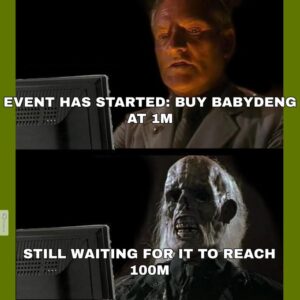 EVENT HAS STARTED: BUY BABYDENG
AT 1M
STILL WAITING FOR IT TO REACH
100M